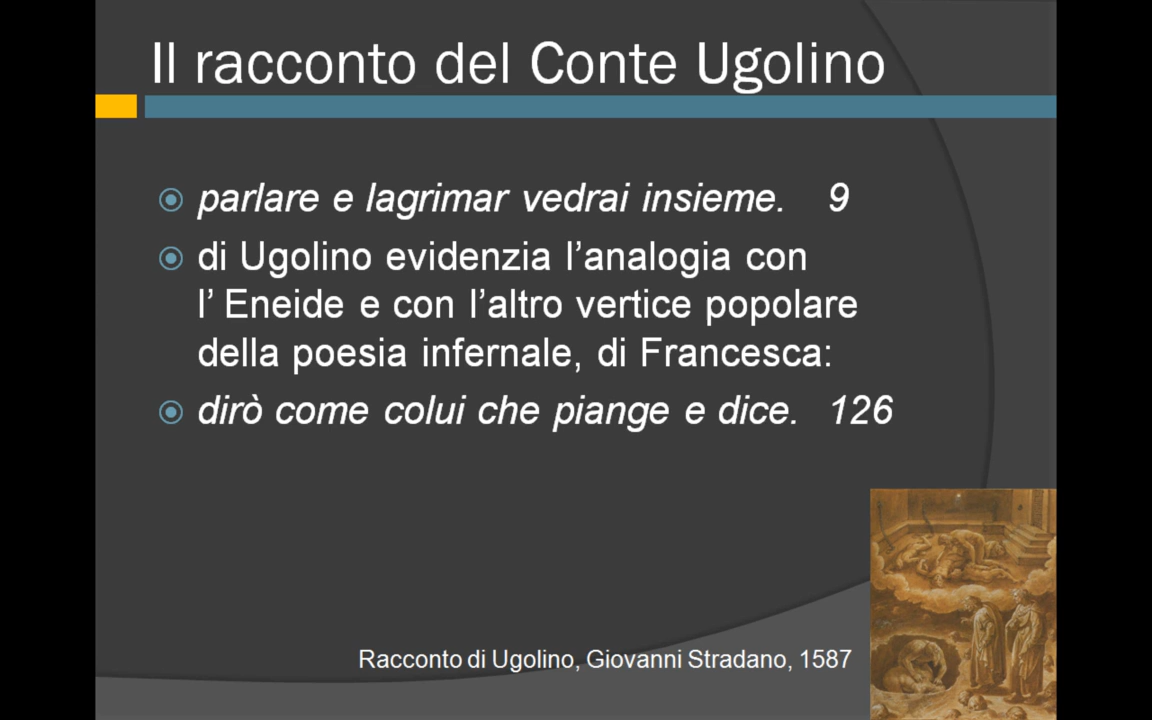 Il racconto del Conte Ugolino
parlare e lagrimar vedrai insieme. 9
di Ugolino evidenzia l’analogia con
l’ Eneide e con l’altro vertice popolare
della poesia infernale, di Francesca:
dirò come colui che piange e dice. 126
Racconto di Ugolino, Giovanni Stradano, 1587